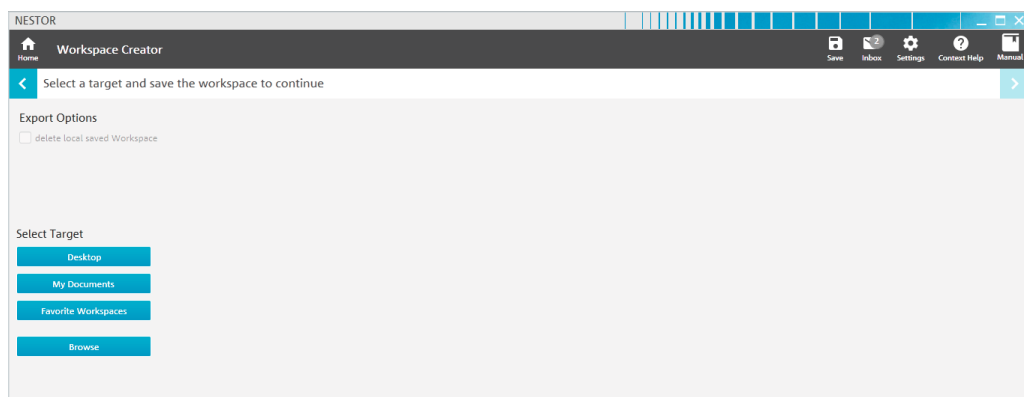 NESTOR
Home
Workspace Creator
Save
2
Inbox
Settings
Context Help
Manual
Select a target and save the workspace to continue
Export Options
delete local saved Workspace
Select Target
Desktop
My Documents
Favorite Workspaces
Browse